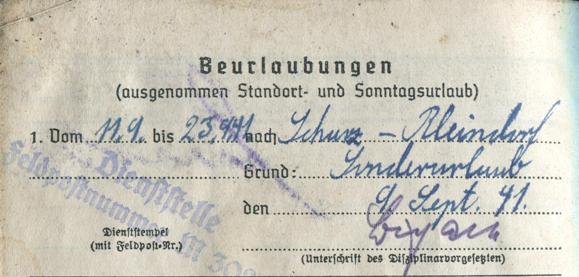 Beurlaubungen
(ausgenommen Standort- und Sonntagsurlaub)
1. Vom 11.9. bis 23.9.41 nach Schurz - Kleindorf
Grund: Sonderurlaub
Dienststelle
Feldpostnummer M
den 9. Sept. 41.
Dienststempel
(mit Feldpost-Nr.)
(Unterschrift des Disziplinarvorgesetzten)